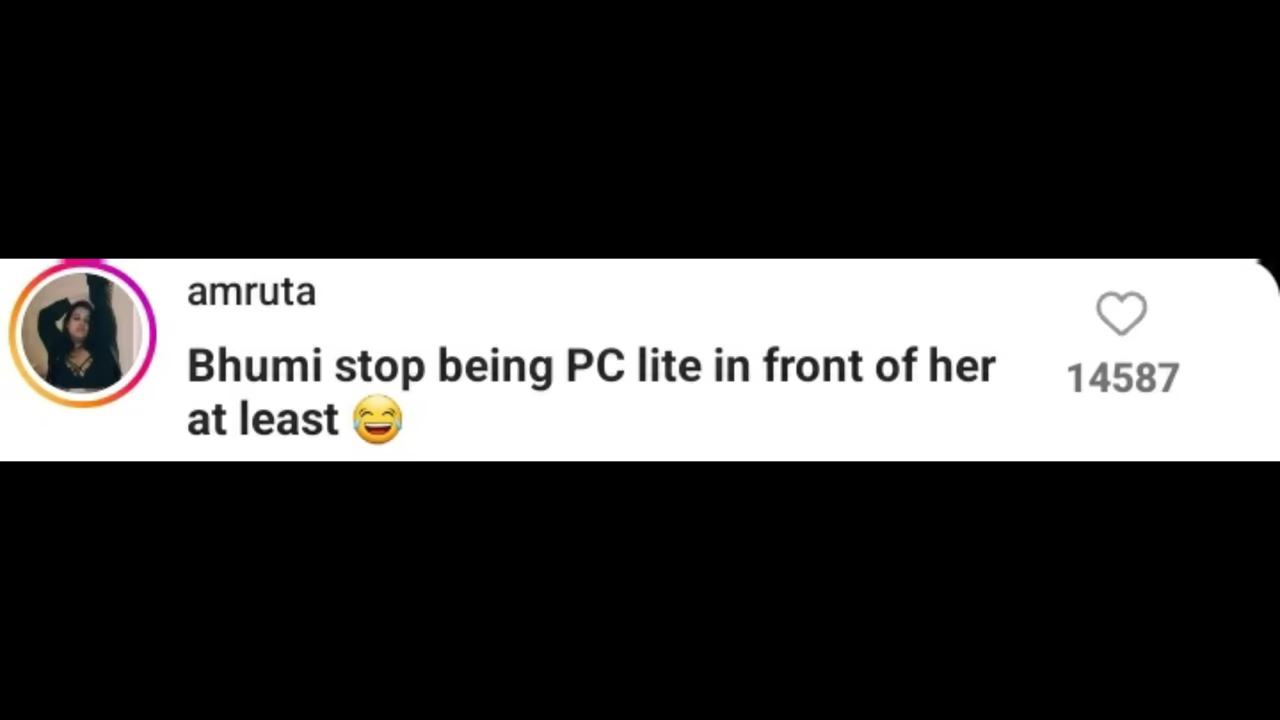 amruta
Bhumi stop being PC lite in front of her
at least 😂
14587